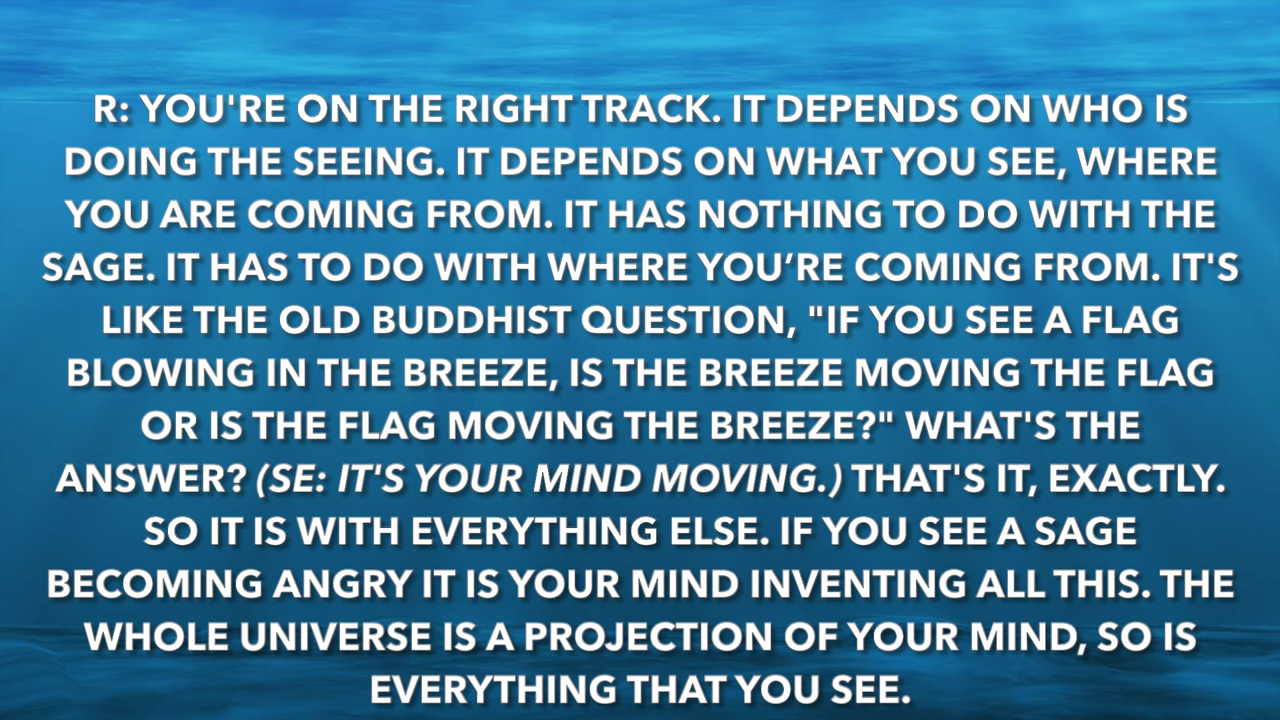 R: YOU'RE ON THE RIGHT TRACK. IT DEPENDS ON WHO IS
DOING THE SEEING. IT DEPENDS ON WHAT YOU SEE, WHERE
YOU ARE COMING FROM. IT HAS NOTHING TO DO WITH THE
SAGE. IT HAS TO DO WITH WHERE YOU’RE COMING FROM. IT'S
LIKE THE OLD BUDDHIST QUESTION, "IF YOU SEE A FLAG
BLOWING IN THE BREEZE, IS THE BREEZE MOVING THE FLAG
OR IS THE FLAG MOVING THE BREEZE?" WHAT'S THE
ANSWER? (SE: IT'S YOUR MIND MOVING.) THAT'S IT, EXACTLY.
SO IT IS WITH EVERYTHING ELSE. IF YOU SEE A SAGE
BECOMING ANGRY IT IS YOUR MIND INVENTING ALL THIS. THE
WHOLE UNIVERSE IS A PROJECTION OF YOUR MIND, SO IS
EVERYTHING THAT YOU SEE.